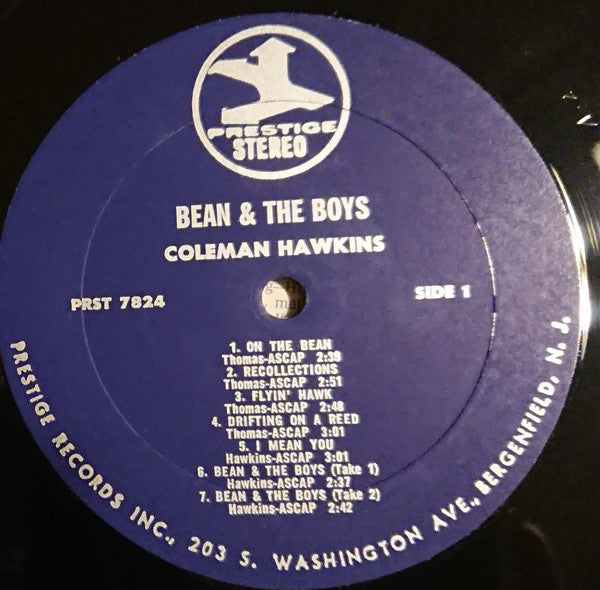 PRESTIGE
STEREO
BEAN & THE BOYS
COLEMAN HAWKINS
PRST 7824
SIDE 1
1. ON THE BEAN
Thomas-ASCAP 2:38
2. RECOLLECTIONS
Thomas-ASCAP 2:51
3. FLYIN' HAWK
Thomas-ASCAP 2:48
4. DRIFTING ON A REED
Thomas-ASCAP 3:01
5. I MEAN YOU
Hawkins-ASCAP 3:01
6. BEAN & THE BOYS (Take 1)
Hawkins-ASCAP 2:37
7. BEAN & THE BOYS (Take 2)
Hawkins-ASCAP 2:42
PRESTIGE RECORDS INC., 203 S. WASHINGTON AVE., BERGENFIELD, N. J.